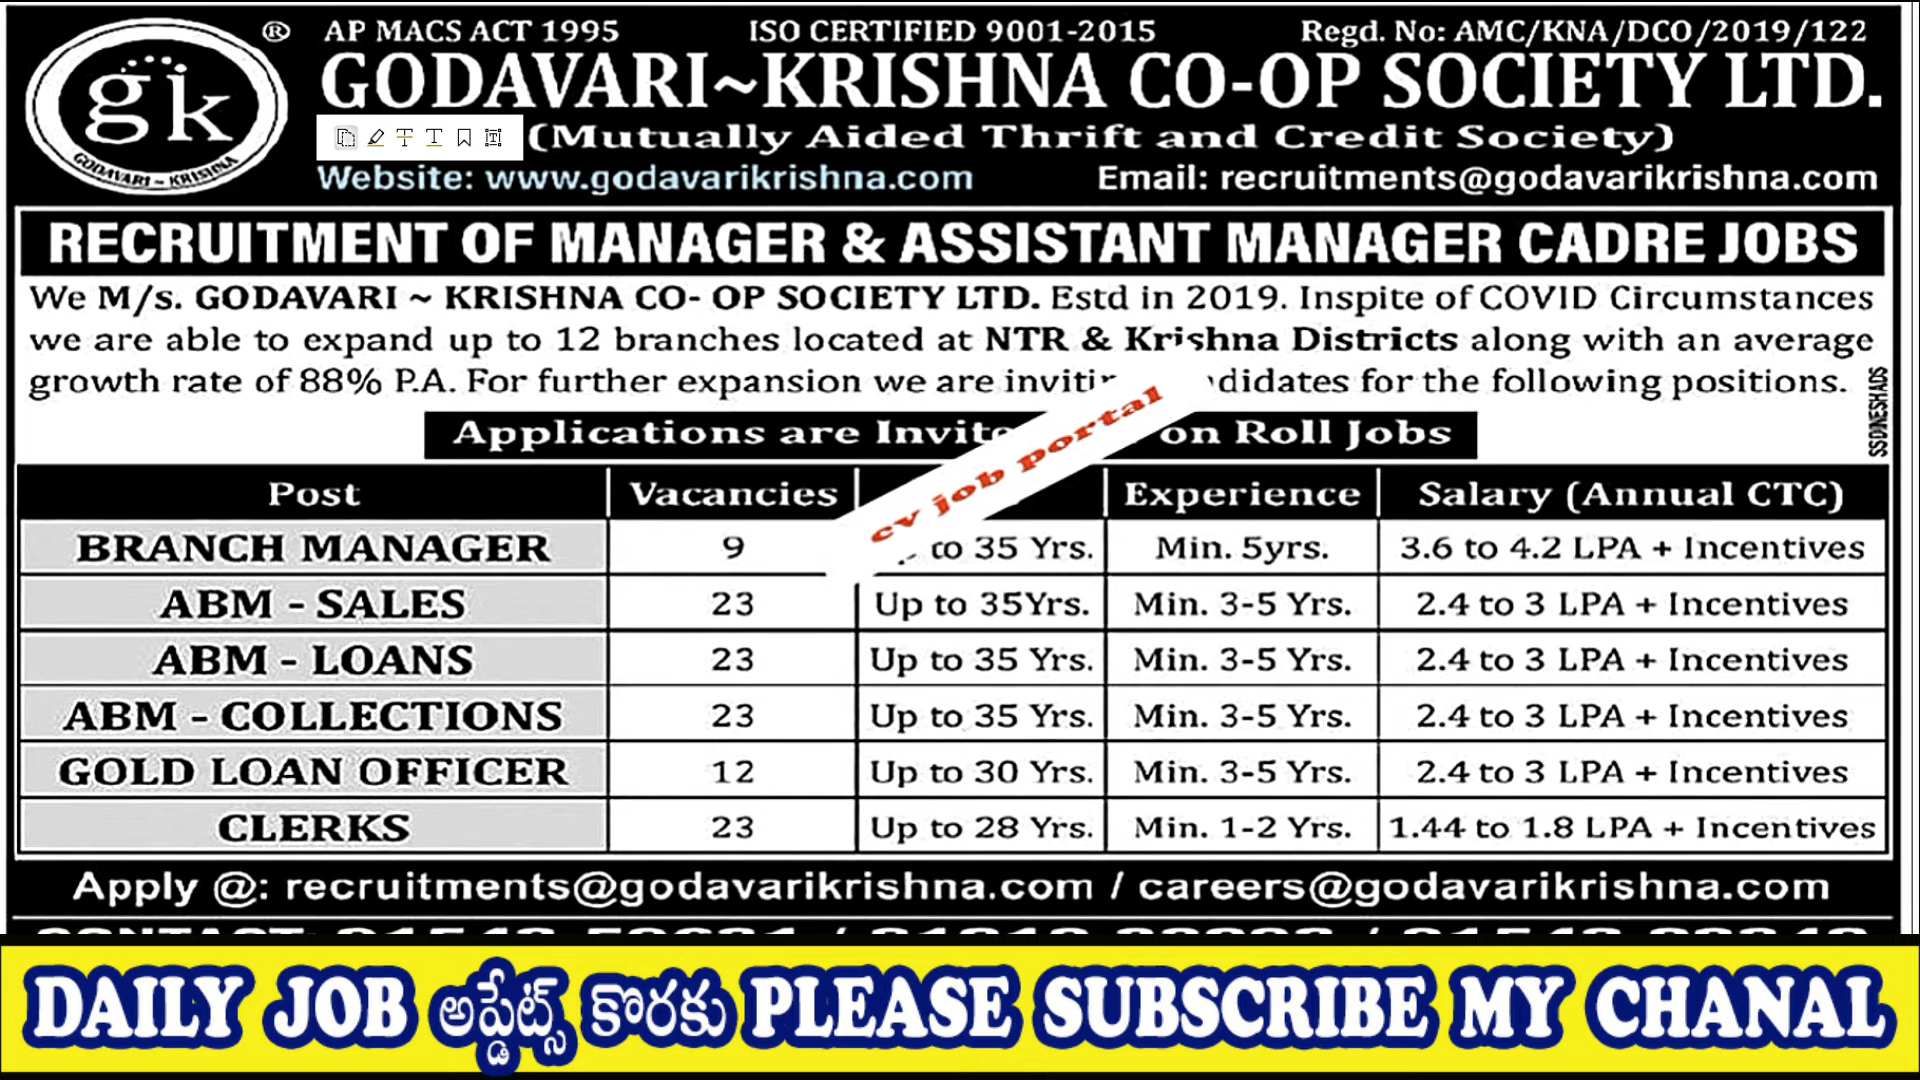 ® AP MACS ACT 1995 ISO CERTIFIED 9001-2015 Regd. No: AMC/KNA/DCO/2019/122
gk
GODAVARI ~ KRISHNA
GODAVARI~KRISHNA CO-OP SOCIETY LTD.
(Mutually Aided Thrift and Credit Society)
Website: www.godavarikrishna.com Email: recruitments@godavarikrishna.com
RECRUITMENT OF MANAGER & ASSISTANT MANAGER CADRE JOBS
We M/s. GODAVARI ~ KRISHNA CO- OP SOCIETY LTD. Estd in 2019. Inspite of COVID Circumstances
we are able to expand up to 12 branches located at NTR & Krishna Districts along with an average
growth rate of 88% P.A. For further expansion we are for the following positions.
SSDNESHADS
Applications are on Roll Jobs
cv job portal
Post Vacancies Experience Salary (Annual CTC)
BRANCH MANAGER 9 to 35 Yrs. Min. 5yrs. 3.6 to 4.2 LPA + Incentives
ABM - SALES 23 Up to 35Yrs. Min. 3-5 Yrs. 2.4 to 3 LPA + Incentives
ABM - LOANS 23 Up to 35 Yrs. Min. 3-5 Yrs. 2.4 to 3 LPA + Incentives
ABM - COLLECTIONS 23 Up to 35 Yrs. Min. 3-5 Yrs. 2.4 to 3 LPA + Incentives
GOLD LOAN OFFICER 12 Up to 30 Yrs. Min. 3-5 Yrs. 2.4 to 3 LPA + Incentives
CLERKS 23 Up to 28 Yrs. Min. 1-2 Yrs. 1.44 to 1.8 LPA + Incentives
Apply @: recruitments@godavarikrishna.com / careers@godavarikrishna.com
DAILY JOB అప్డేట్స్ కొరకు PLEASE SUBSCRIBE MY CHANAL